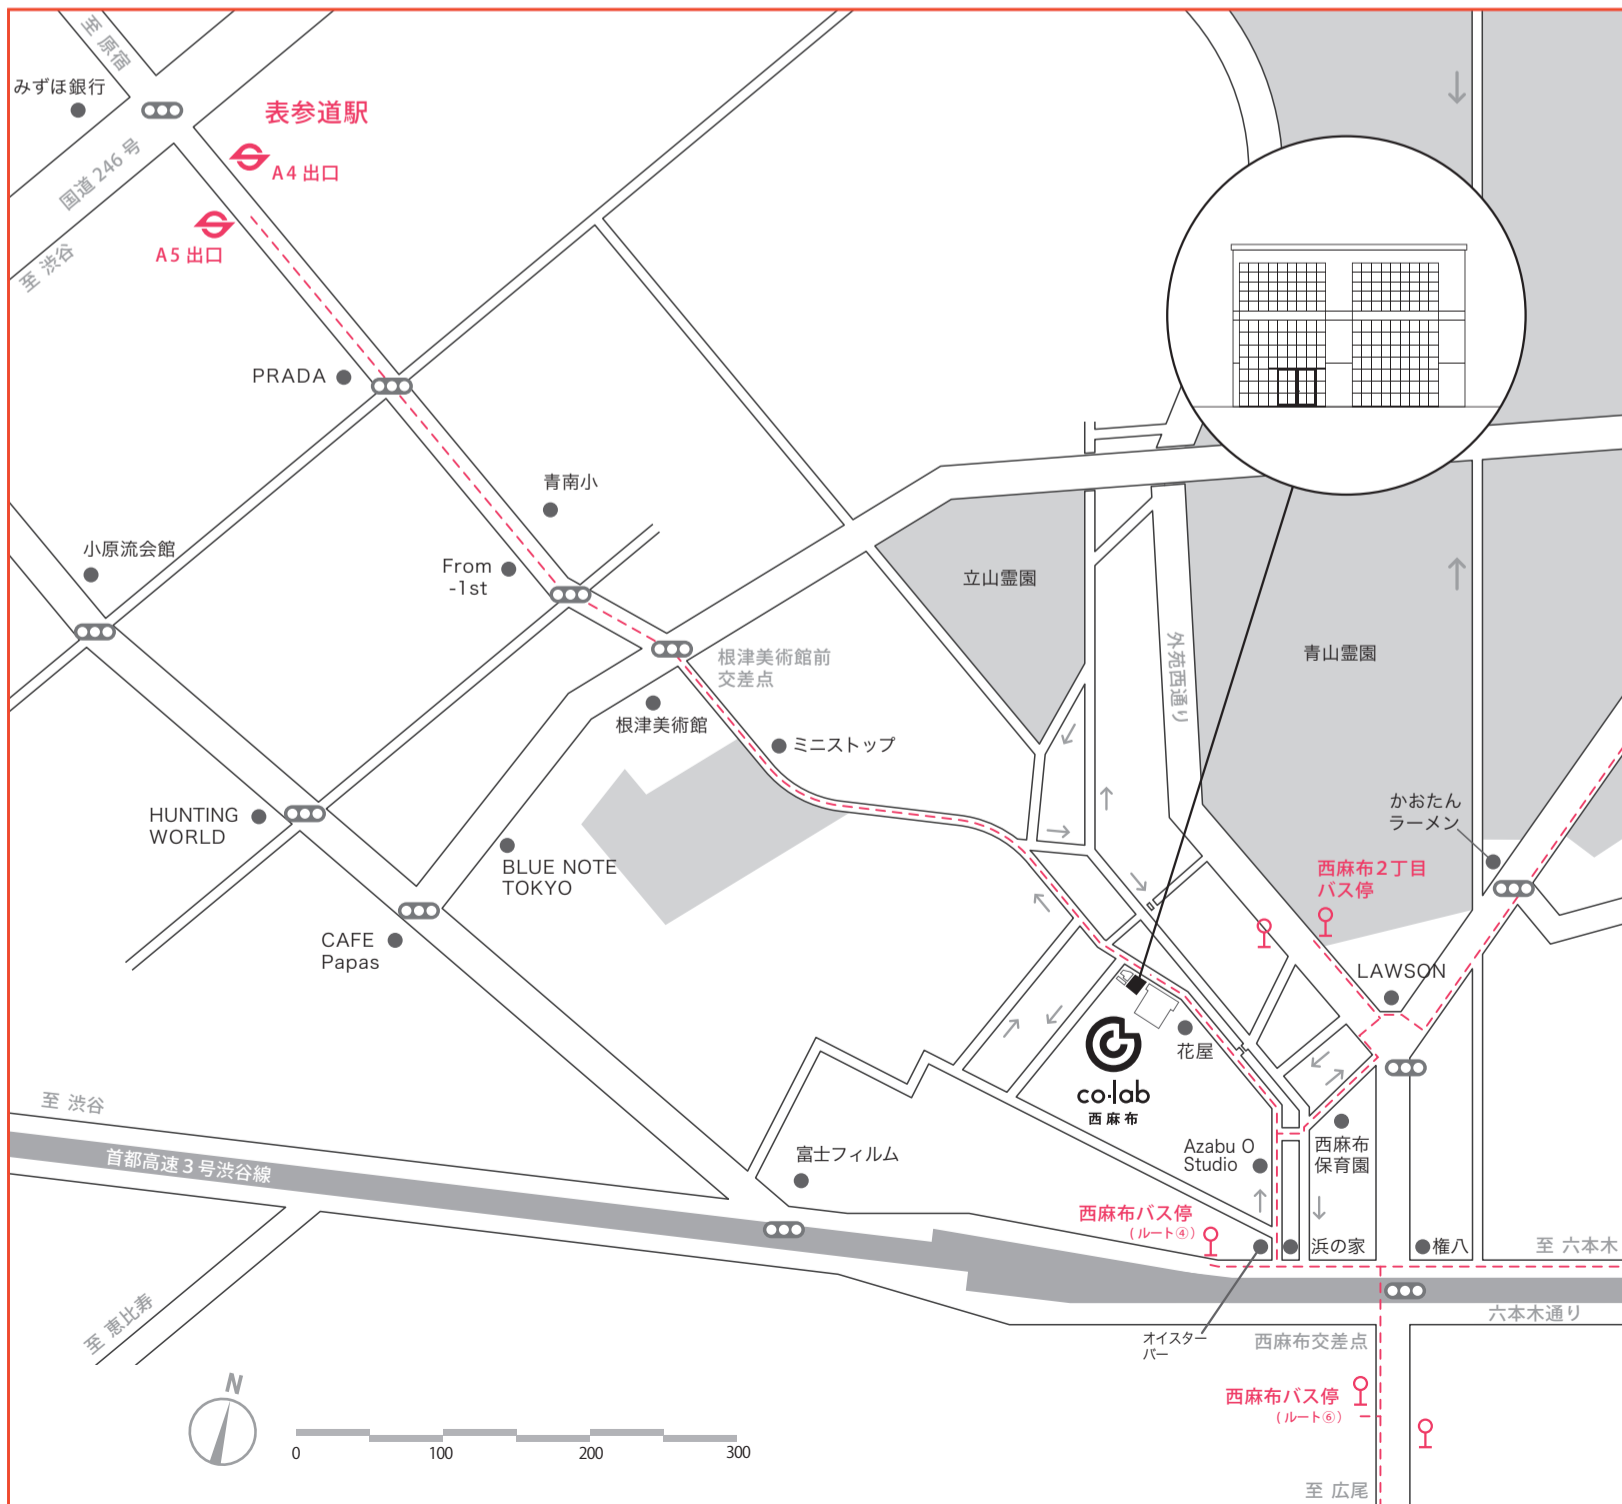 至 原宿
みずほ銀行
表参道駅
A4 出口
国道 246 号
A5 出口
至 渋谷
PRADA
青南小
小原流会館
From
-1st
立山霊園
外苑西通り
青山霊園
根津美術館前
交差点
根津美術館
ミニストップ
HUNTING
WORLD
BLUE NOTE
TOKYO
かおたん
ラーメン
西麻布2丁目
バス停
CAFE
Papas
LAWSON
花屋
co·lab
西麻布
至 渋谷
首都高速 3 号渋谷線
富士フィルム
Azabu O
Studio
西麻布
保育園
西麻布バス停
（ルート④）
浜の家
権八
至 六本木
六本木通り
至 恵比寿
オイスター
バー
西麻布交差点
西麻布バス停
（ルート⑥）
N
0 100 200 300
至 広尾